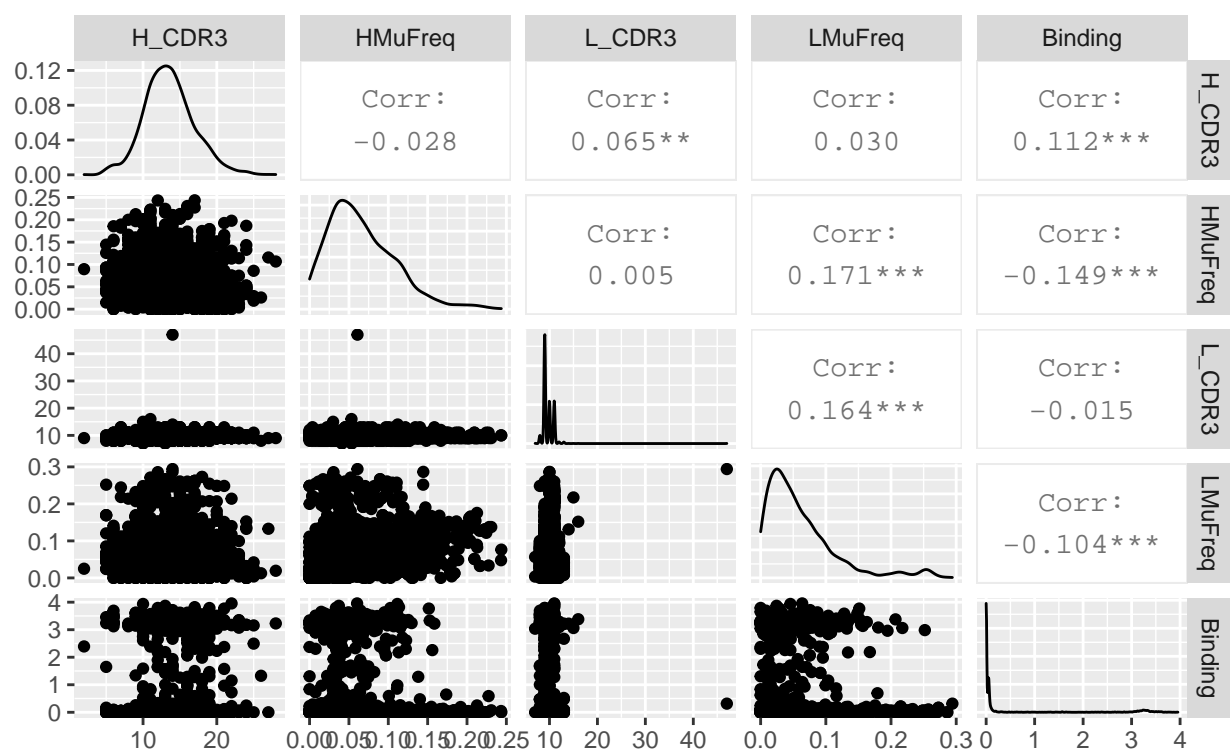 H_CDR3 HMuFreq L_CDR3 LMuFreq Binding
0.12
0.08
0.04
0.00
Corr:
-0.028
Corr:
0.065**
Corr:
0.030
Corr:
0.112***
H_CDR3
0.25
0.20
0.15
0.10
0.05
0.00
Corr:
0.005
Corr:
0.171***
Corr:
-0.149***
HMuFreq
40
30
20
10
Corr:
0.164***
Corr:
-0.015
L_CDR3
0.3
0.2
0.1
0.0
Corr:
-0.104***
LMuFreq
4
3
2
1
0
Binding
10 20 0.00 0.05 0.10 0.15 0.20 0.25 10 20 30 40 0.0 0.1 0.2 0.3 0 1 2 3 4